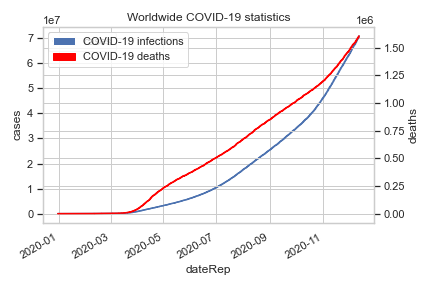 Worldwide COVID-19 statistics
1e7
1e6
COVID-19 infections
COVID-19 deaths
7
6
5
4
3
2
1
0
cases
1.50
1.25
1.00
0.75
0.50
0.25
0.00
deaths
2020-01
2020-03
2020-05
2020-07
2020-09
2020-11
dateRep